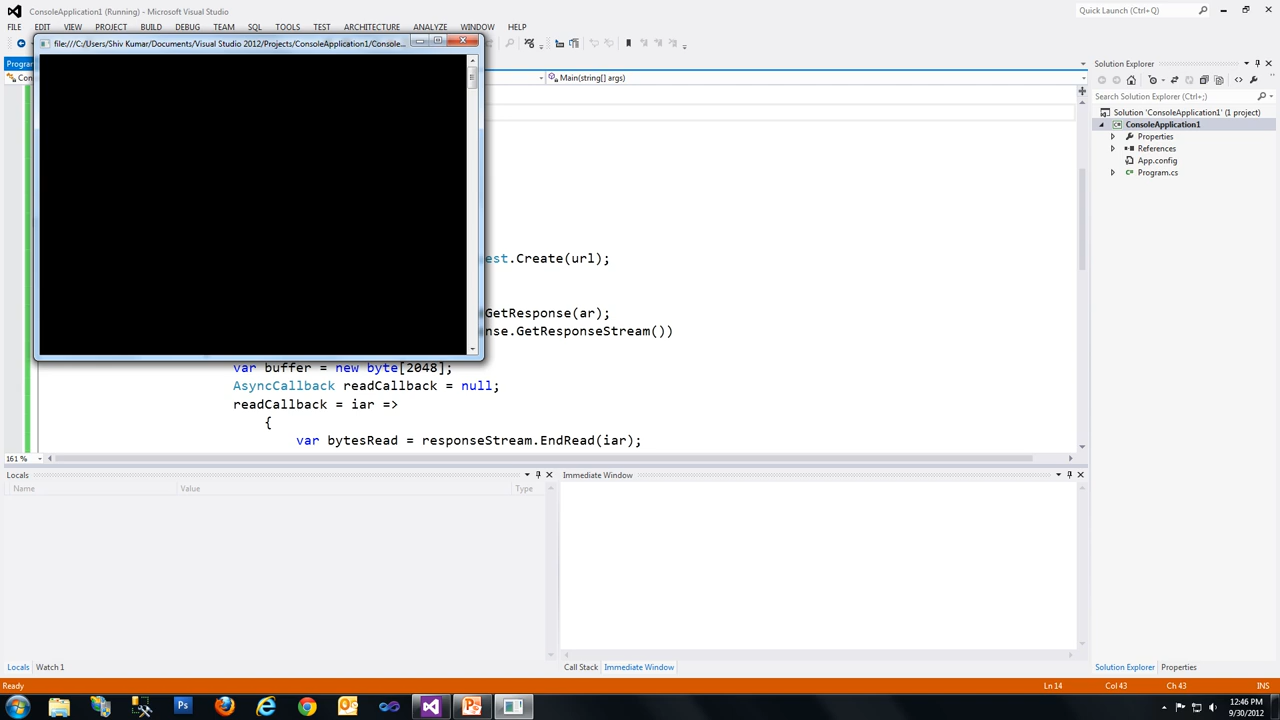 ConsoleApplication1 (Running) - Microsoft Visual Studio
Quick Launch (Ctrl+Q)
FILE EDIT VIEW PROJECT BUILD DEBUG TEAM SQL TOOLS TEST ARCHITECTURE ANALYZE WINDOW HELP
file:///C:/Users/Shiv Kumar/Documents/Visual Studio 2012/Projects/ConsoleApplication1/Console...
Main(string[] args)
est.Create(url);
GetResponse(ar);
nse.GetResponseStream())
var buffer = new byte[2048];
AsyncCallback readCallback = null;
readCallback = iar =>
{
var bytesRead = responseStream.EndRead(iar);
161 %
Solution Explorer
Search Solution Explorer (Ctrl+;)
Solution 'ConsoleApplication1' (1 project)
ConsoleApplication1
Properties
References
App.config
Program.cs
Locals
Name Value Type
Immediate Window
Locals Watch 1
Call Stack Immediate Window
Solution Explorer Properties
Ready
Ln 14 Col 43 Ch 43 INS
12:46 PM
9/30/2012